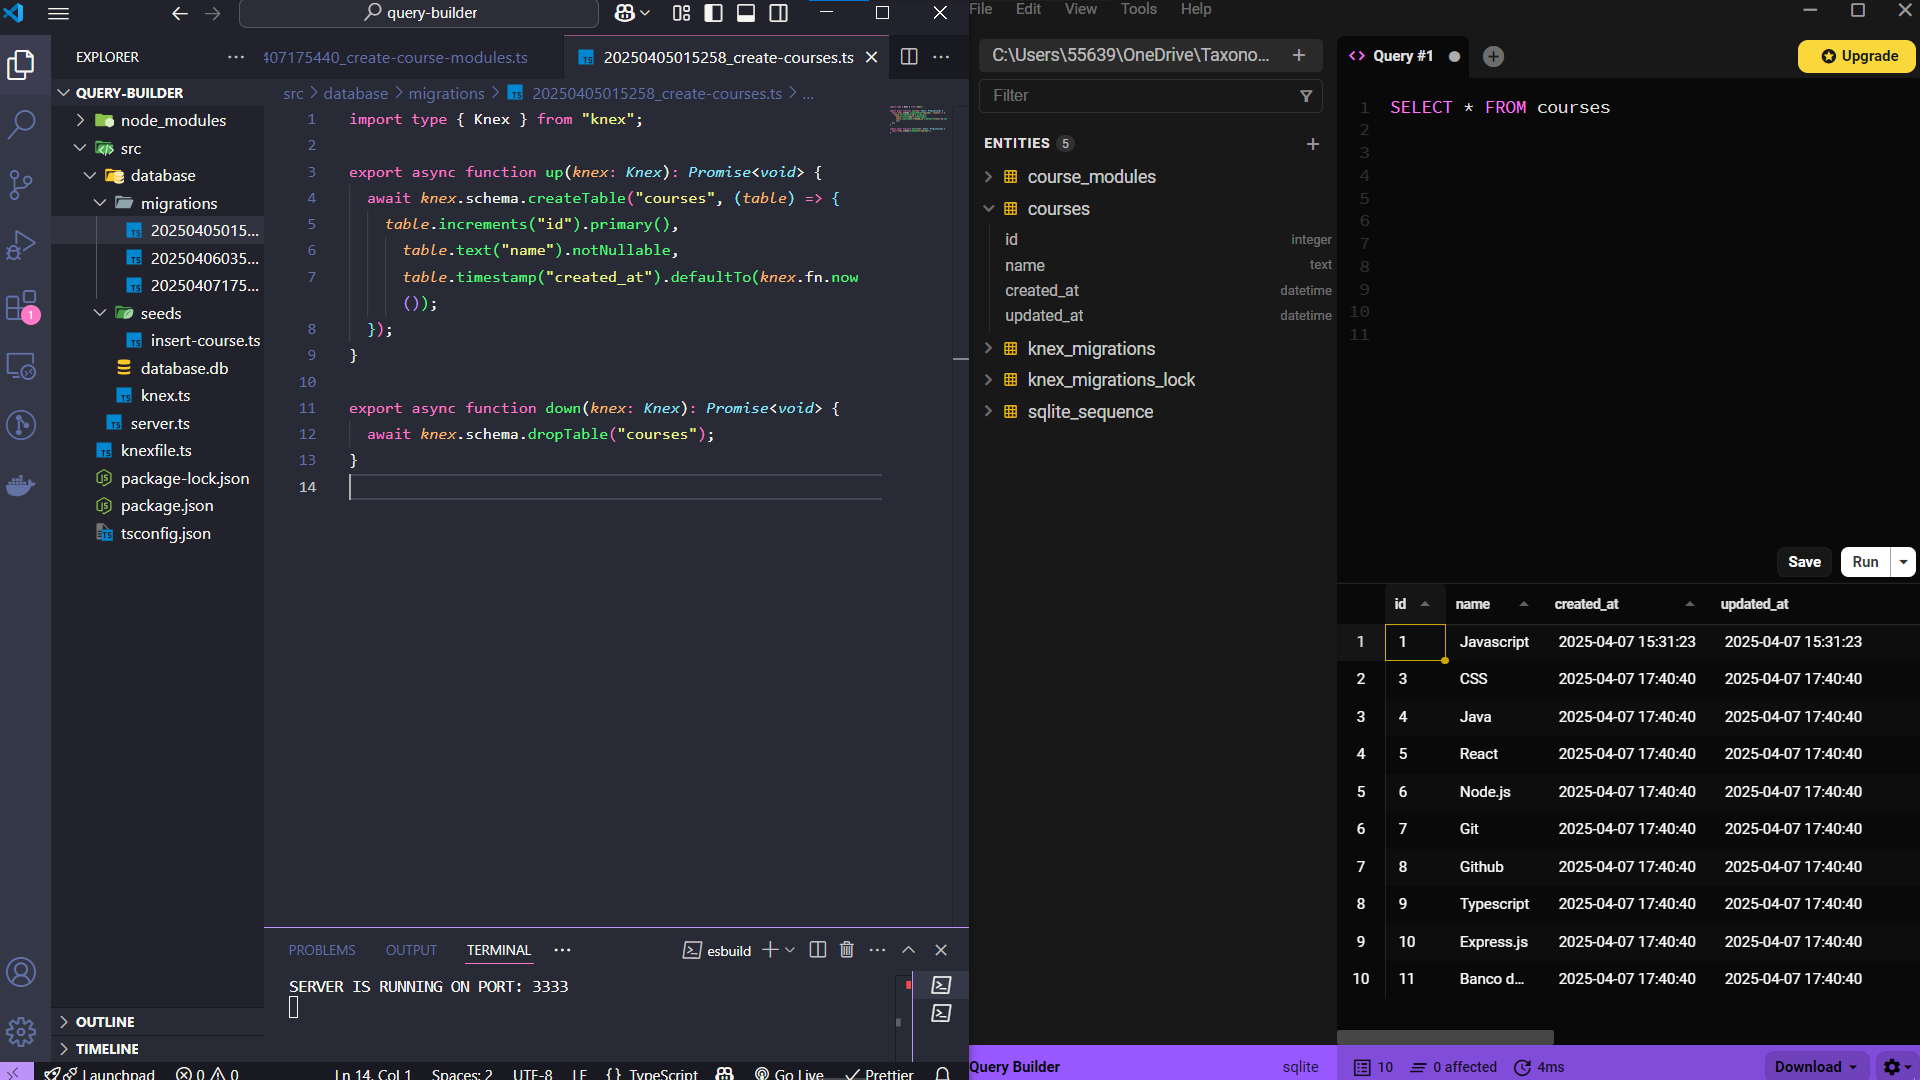 query-builder
EXPLORER
407175440_create-course-modules.ts
20250405015258_create-courses.ts
QUERY-BUILDER
node_modules
src
database
migrations
20250405015...
20250406035...
20250407175...
seeds
insert-course.ts
database.db
knex.ts
server.ts
knexfile.ts
package-lock.json
package.json
tsconfig.json
OUTLINE
TIMELINE
1
src > database > migrations > 20250405015258_create-courses.ts > ...
1 import type { Knex } from "knex";
2
3 export async function up(knex: Knex): Promise<void> {
4 await knex.schema.createTable("courses", (table) => {
5 table.increments("id").primary(),
6 table.text("name").notNullable,
7 table.timestamp("created_at").defaultTo(knex.fn.now
());
8 });
9 }
10
11 export async function down(knex: Knex): Promise<void> {
12 await knex.schema.dropTable("courses");
13 }
14
PROBLEMS OUTPUT TERMINAL
esbuild
SERVER IS RUNNING ON PORT: 3333
Launchpad 0 0 Ln 14, Col 1 Spaces: 2 UTF-8 LF {} TypeScript Go Live Prettier
File Edit View Tools Help
C:\Users\55639\OneDrive\Taxono...
Filter
ENTITIES 5
course_modules
courses
id integer
name text
created_at datetime
updated_at datetime
knex_migrations
knex_migrations_lock
sqlite_sequence
Query #1
Upgrade
1 SELECT * FROM courses
2
3
4
5
6
7
8
9
10
11
Save Run
id name created_at updated_at
1 1 Javascript 2025-04-07 15:31:23 2025-04-07 15:31:23
2 3 CSS 2025-04-07 17:40:40 2025-04-07 17:40:40
3 4 Java 2025-04-07 17:40:40 2025-04-07 17:40:40
4 5 React 2025-04-07 17:40:40 2025-04-07 17:40:40
5 6 Node.js 2025-04-07 17:40:40 2025-04-07 17:40:40
6 7 Git 2025-04-07 17:40:40 2025-04-07 17:40:40
7 8 Github 2025-04-07 17:40:40 2025-04-07 17:40:40
8 9 Typescript 2025-04-07 17:40:40 2025-04-07 17:40:40
9 10 Express.js 2025-04-07 17:40:40 2025-04-07 17:40:40
10 11 Banco d... 2025-04-07 17:40:40 2025-04-07 17:40:40
Query Builder sqlite 10 0 affected 4ms Download